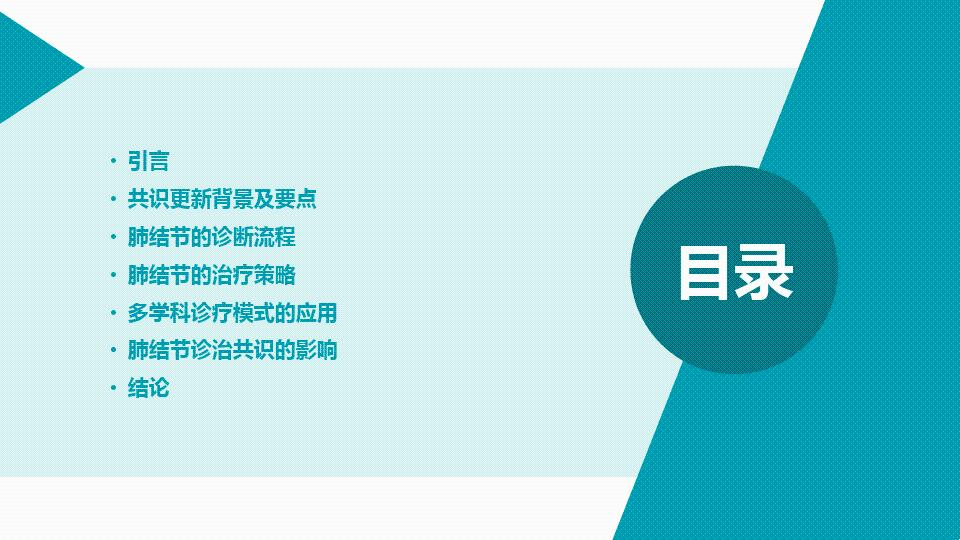 • 引言
• 共识更新背景及要点
• 肺结节的诊断流程
• 肺结节的治疗策略
• 多学科诊疗模式的应用
• 肺结节诊治共识的影响
• 结论
目录